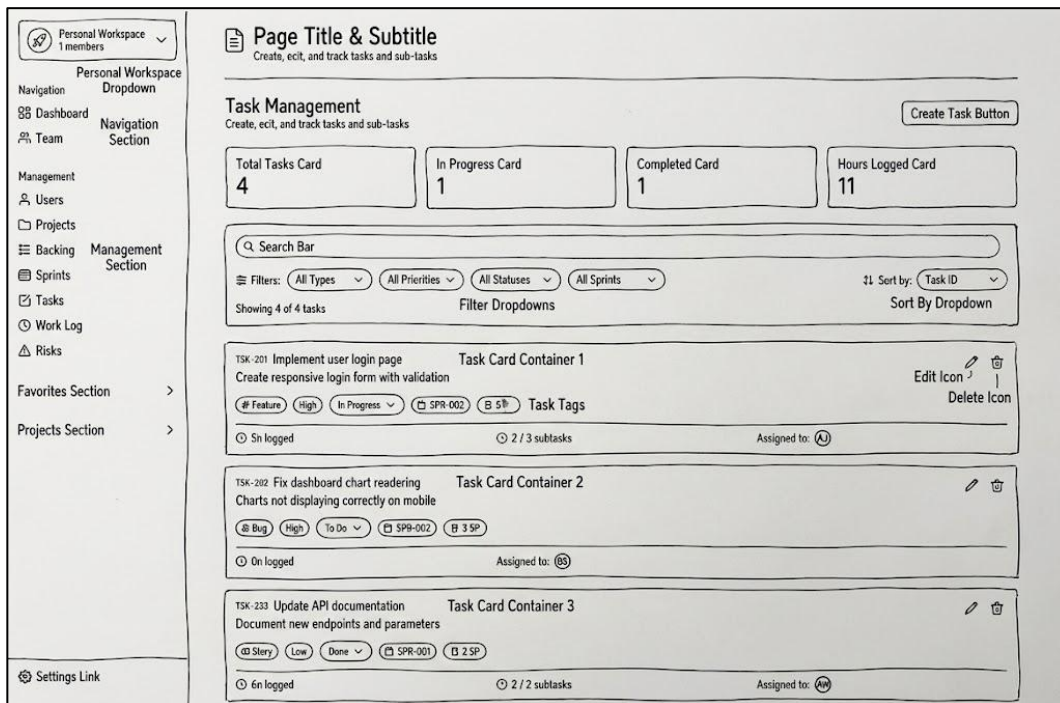 Personal Workspace
1 members
Personal Workspace
Dropdown
Navigation
Dashboard
Team
Navigation
Section
Management
Users
Projects
Backing
Sprints
Tasks
Work Log
Risks
Management
Section
Favorites Section
Projects Section
Settings Link
Page Title & Subtitle
Create, ecit, and track tasks and sub-tasks
Task Management
Create, ecit, and track tasks and sub-tasks
Create Task Button
Total Tasks Card
4
In Progress Card
1
Completed Card
1
Hours Logged Card
11
Search Bar
Filters: All Types All Priorities All Statuses All Sprints
Sort by: Task ID
Showing 4 of 4 tasks
Filter Dropdowns
Sort By Dropdown
TSK-201 Implement user login page
Task Card Container 1
Create responsive login form with validation
Edit Icon
Delete Icon
# Feature High In Progress SPR-002
Task Tags
5h logged 2 / 3 subtasks Assigned to: AJ
TSK-202 Fix dashboard chart readering
Task Card Container 2
Charts not displaying correctly on mobile
Bug High To Do SP9-002 3 SP
0n logged Assigned to: BS
TSK-233 Update API documentation
Task Card Container 3
Document new endpoints and parameters
Stery Low Done SPR-001 2 SP
6n logged 2 / 2 subtasks Assigned to: AW